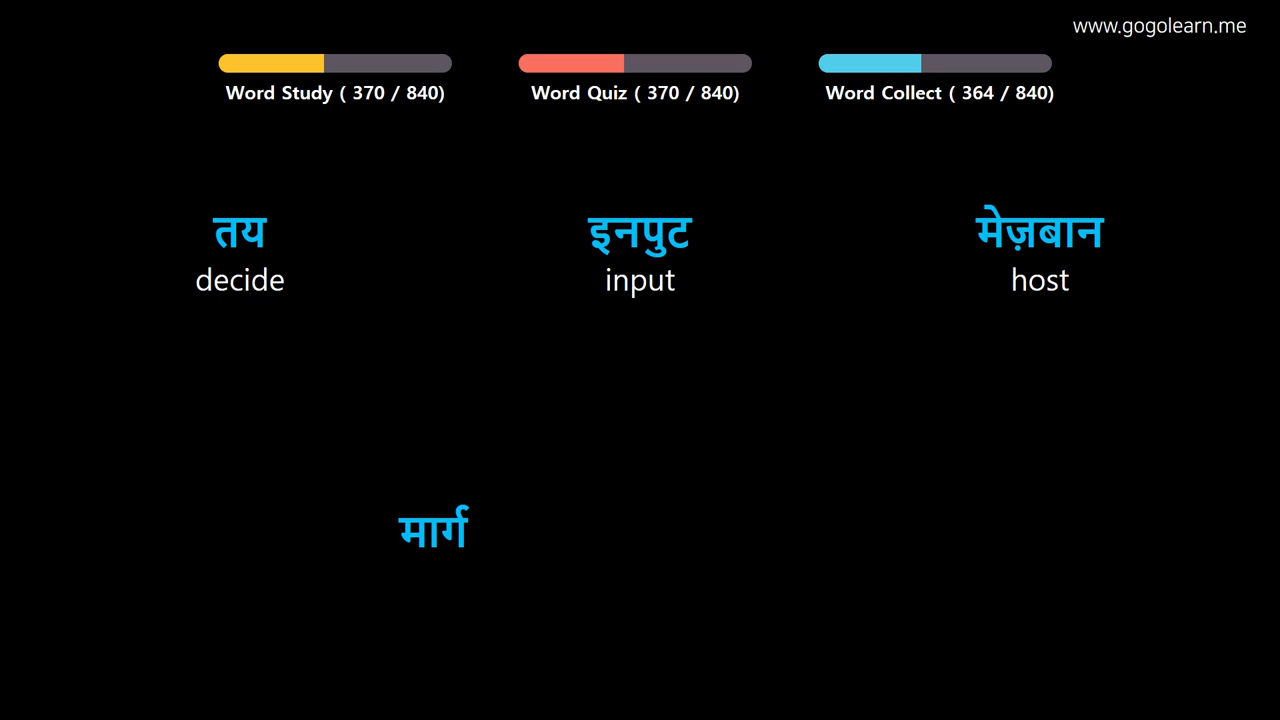 www.gogolearn.me
Word Study ( 370 / 840)
Word Quiz ( 370 / 840)
Word Collect ( 364 / 840)
तय
decide
इनपुट
input
मेज़बान
host
मार्ग